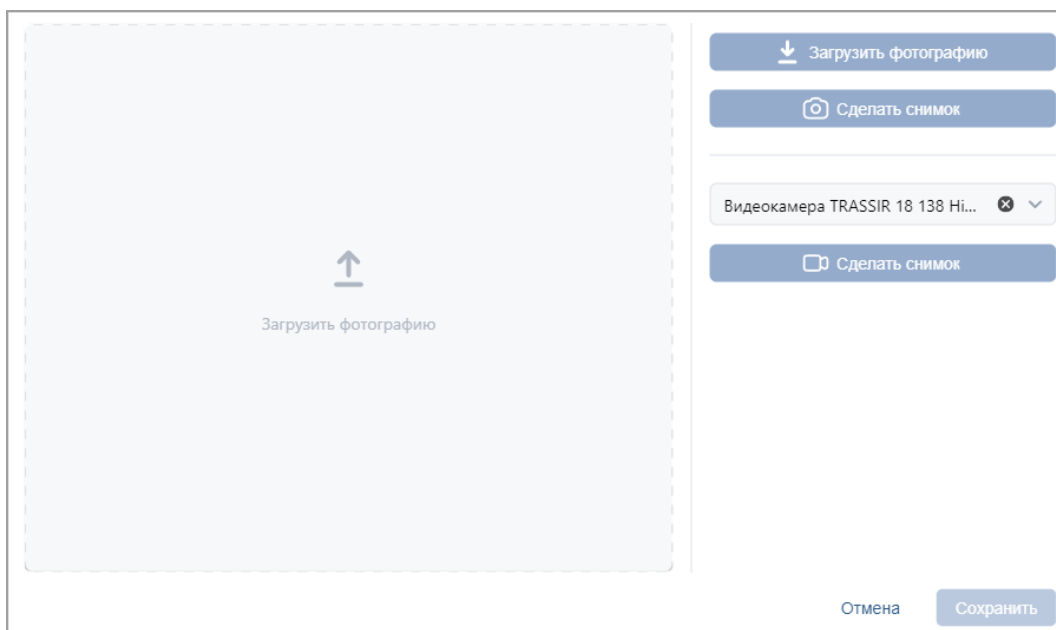 Загрузить фотографию
Загрузить фотографию
Сделать снимок
Видеокамера TRASSIR 18 138 Hi...
Сделать снимок
Отмена
Сохранить